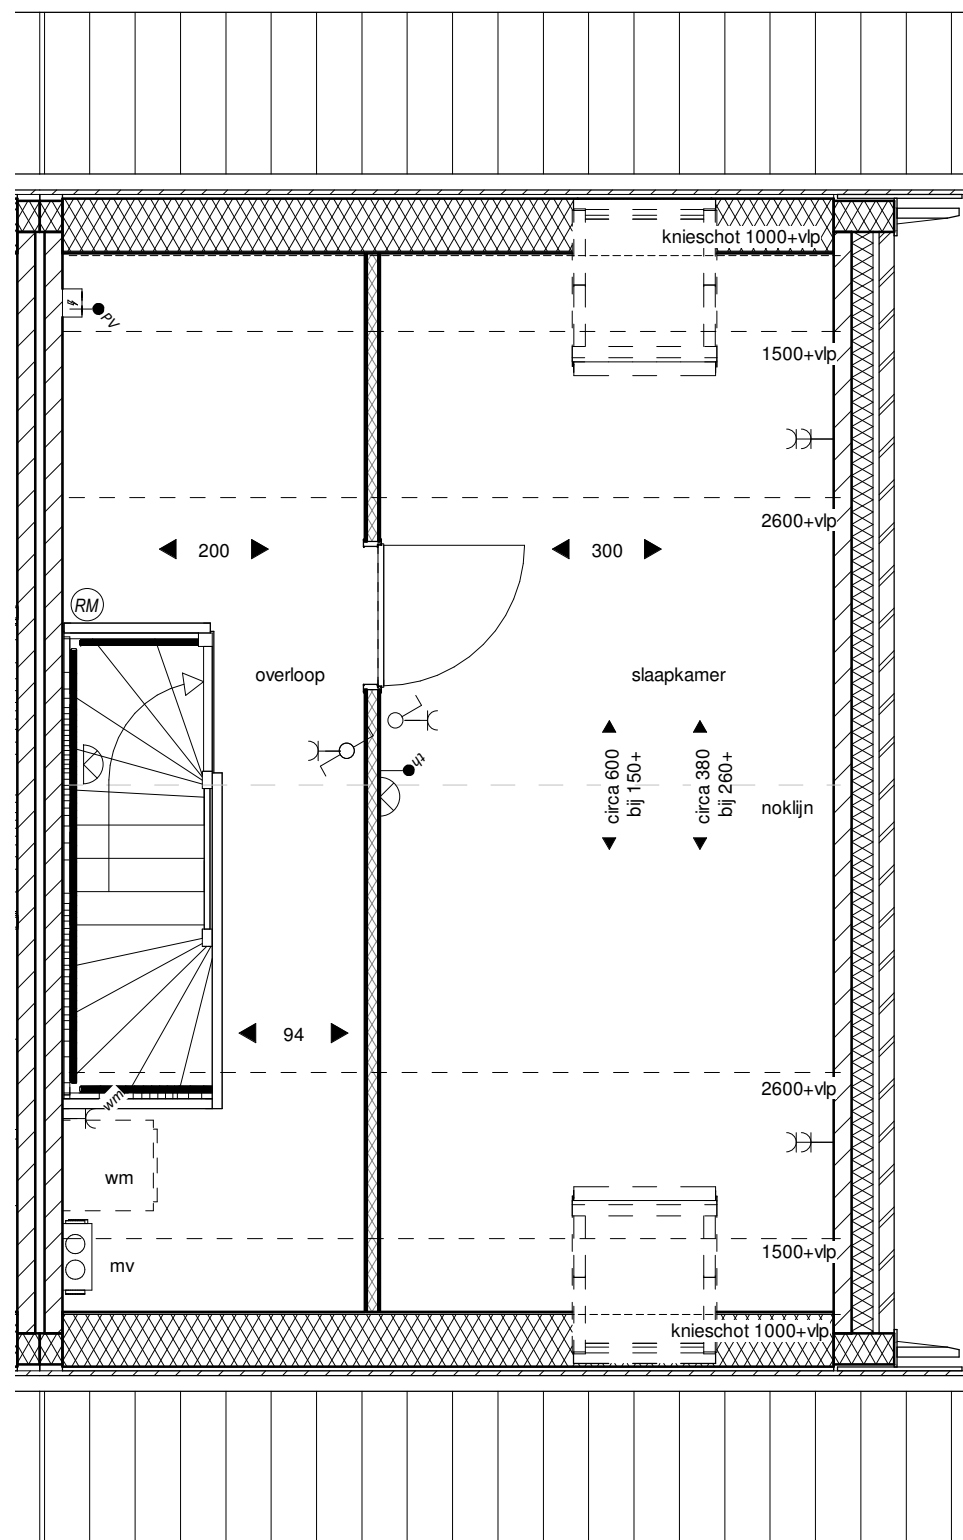 knieschot 1000+vlp
PV
1500+vlp
2600+vlp
200
300
RM
overloop
slaapkamer
th
circa 600
bij 150+
circa 380
bij 260+
noklijn
94
2600+vlp
wm
wm
1500+vlp
mv
knieschot 1000+vlp